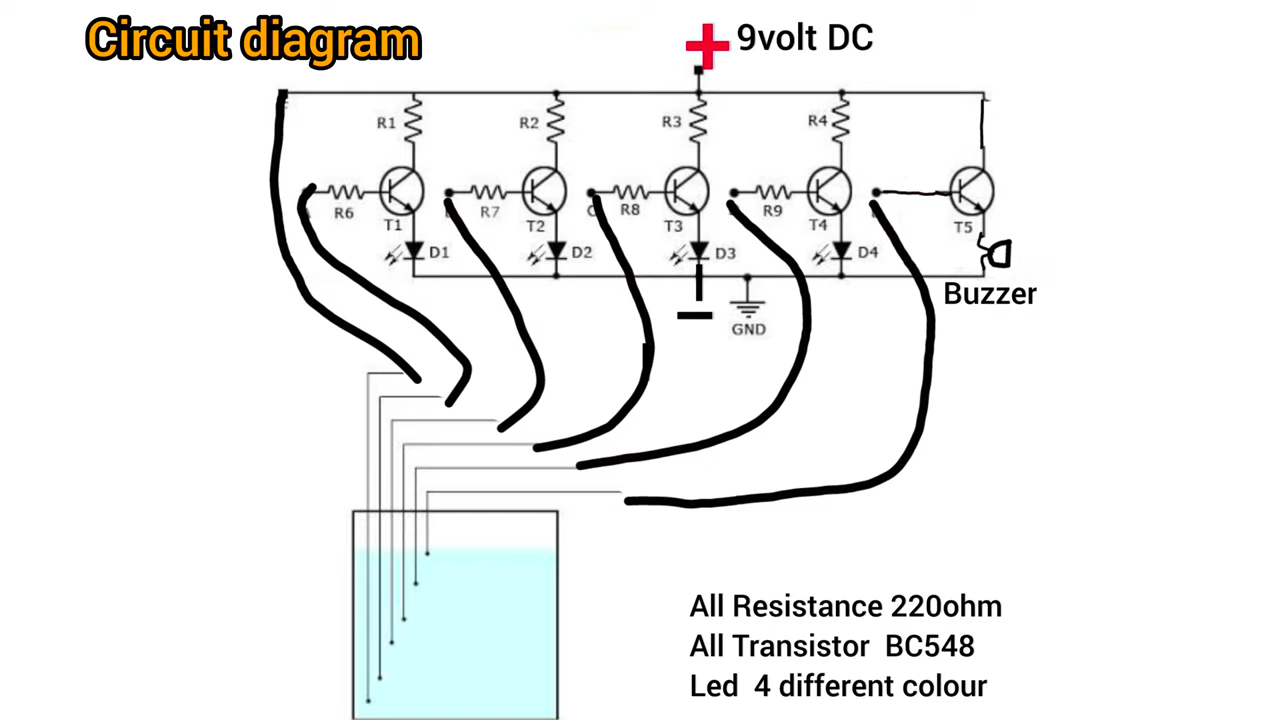 Circuit diagram
9volt DC
R1
R2
R3
R4
R6
R7
R8
R9
T1
T2
T3
T4
T5
D1
D2
D3
D4
Buzzer
GND
All Resistance 220ohm
All Transistor BC548
Led 4 different colour